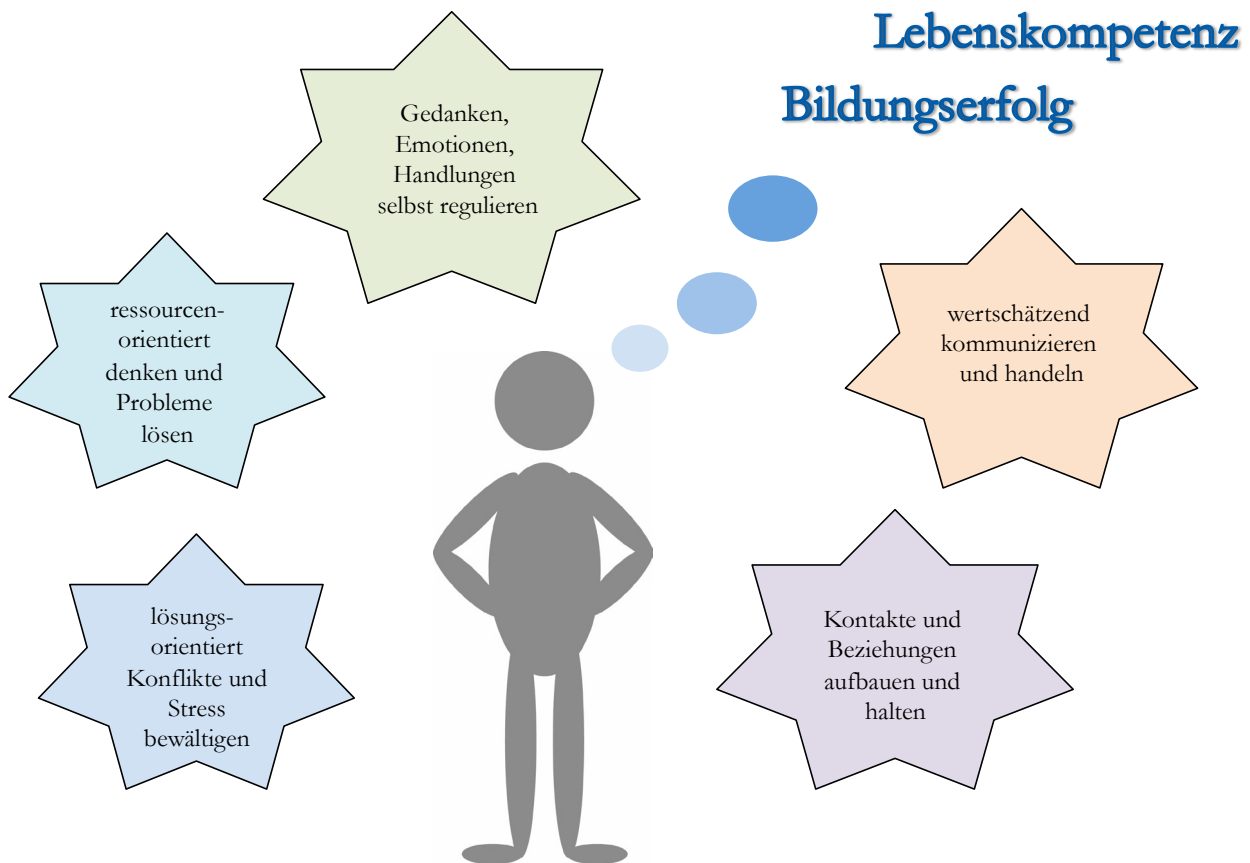 Lebenskompetenz
Bildungserfolg
Gedanken,
Emotionen,
Handlungen
selbst regulieren
ressourcen-
orientiert
denken und
Probleme
lösen
wertschätzend
kommunizieren
und handeln
lösungs-
orientiert
Konflikte und
Stress
bewältigen
Kontakte und
Beziehungen
aufbauen und
halten